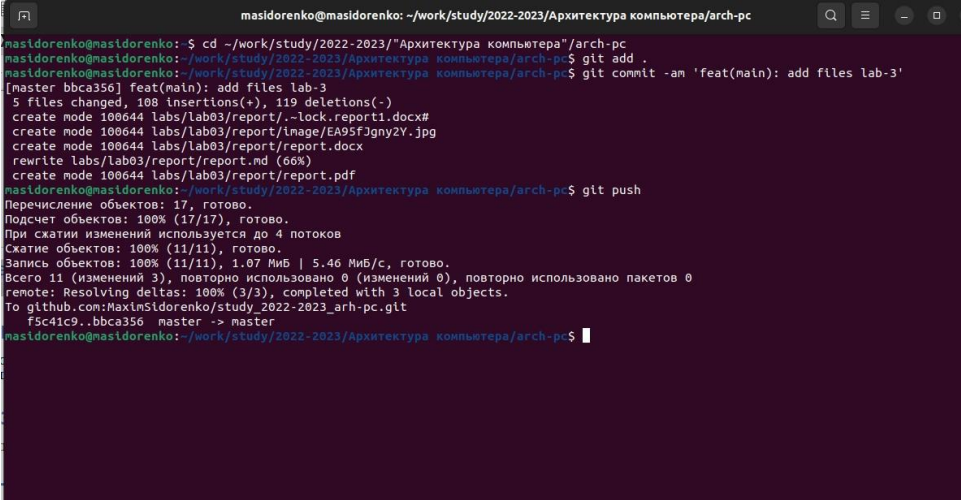 masidorenko@masidorenko: ~/work/study/2022-2023/Архитектура компьютера/arch-pc
masidorenko@masidorenko:~$ cd ~/work/study/2022-2023/"Архитектура компьютера"/arch-pc
masidorenko@masidorenko:~/work/study/2022-2023/Архитектура компьютера/arch-pc$ git add .
masidorenko@masidorenko:~/work/study/2022-2023/Архитектура компьютера/arch-pc$ git commit -am 'feat(main): add files lab-3'
[master bbca356] feat(main): add files lab-3
5 files changed, 108 insertions(+), 119 deletions(-)
create mode 100644 labs/lab03/report/.~lock.report1.docx#
create mode 100644 labs/lab03/report/image/EA95fJgny2Y.jpg
create mode 100644 labs/lab03/report/report.docx
rewrite labs/lab03/report/report.md (66%)
create mode 100644 labs/lab03/report/report.pdf
masidorenko@masidorenko:~/work/study/2022-2023/Архитектура компьютера/arch-pc$ git push
Перечисление объектов: 17, готово.
Подсчет объектов: 100% (17/17), готово.
При сжатии изменений используется до 4 потоков
Сжатие объектов: 100% (11/11), готово.
Запись объектов: 100% (11/11), 1.07 МиБ | 5.46 МиБ/с, готово.
Всего 11 (изменений 3), повторно использовано 0 (изменений 0), повторно использовано пакетов 0
remote: Resolving deltas: 100% (3/3), completed with 3 local objects.
To github.com:MaximSidorenko/study_2022-2023_arh-pc.git
f5c41c9..bbca356 master -> master
masidorenko@masidorenko:~/work/study/2022-2023/Архитектура компьютера/arch-pc$